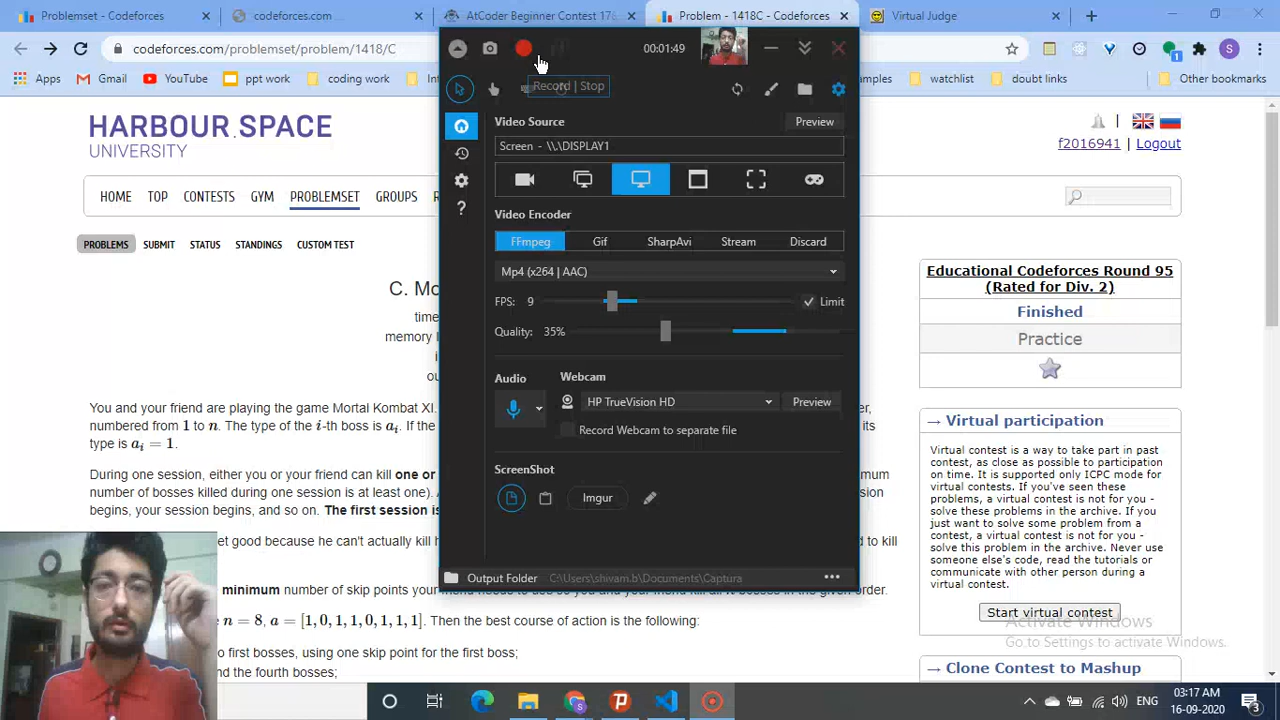 Problem - Codeforces
codeforces.com
AtCoder Beginner Contest 176
Problem - 1418C - Codeforces
Virtual Judge
codeforces.com/problemset/problem/1418/C
00:01:49
Apps
Gmail
YouTube
ppt backgrounds
coding work
watchlist
doubt links
Other bookmarks
Record | Stop
HARBOUR.SPACE
UNIVERSITY
f2016941 | Logout
HOME TOP CONTESTS GYM PROBLEMSET GROUPS
PROBLEMS SUBMIT STATUS STANDINGS CUSTOM TEST
Video Source
Preview
Screen - \\.\DISPLAY1
Video Encoder
FFmpeg Gif SharpAvi Stream Discard
Mp4 (x264 | AAC)
FPS: 9
Limit
Quality: 35%
Audio
Webcam
HP TrueVision HD
Preview
Record Webcam to separate file
ScreenShot
Imgur
Output Folder C:\Users\shwam.b\Documents\Captura
C. Mo
time
memory l
You and your friend are playing the game Mortal Kombat XI.
numbered from 1 to n. The type of the i-th boss is ai. If the
type is ai = 1.
During one session, either you or your friend can kill one or
number of bosses killed during one session is at least one).
begins, your session begins, and so on. The first session is
et good because he can't actually kill
to kill
minimum number of skip points
n = 8, a = [1, 0, 1, 1, 0, 1, 1, 1]. Then the best course of action is the following:
o first bosses, using one skip point for the first boss;
nd the fourth bosses;
Educational Codeforces Round 95
(Rated for Div. 2)
Finished
Practice
→ Virtual participation
Virtual contest is a way to take part in past
contest, as close as possible to participation
on time. It is supported only ICPC mode for
virtual contests. If you've seen these
problems, a virtual contest is not for you -
solve these problems in the archive. If you
just want to solve some problem from a
contest, a virtual contest is not for you -
solve this problem in the archive. Never use
someone else's code, read the tutorials or
communicate with other person during a
virtual contest.
Start virtual contest
Activate Windows
Go to Settings to activate Windows.
→ Clone Contest to Mashup
ENG
03:17 AM
16-09-2020